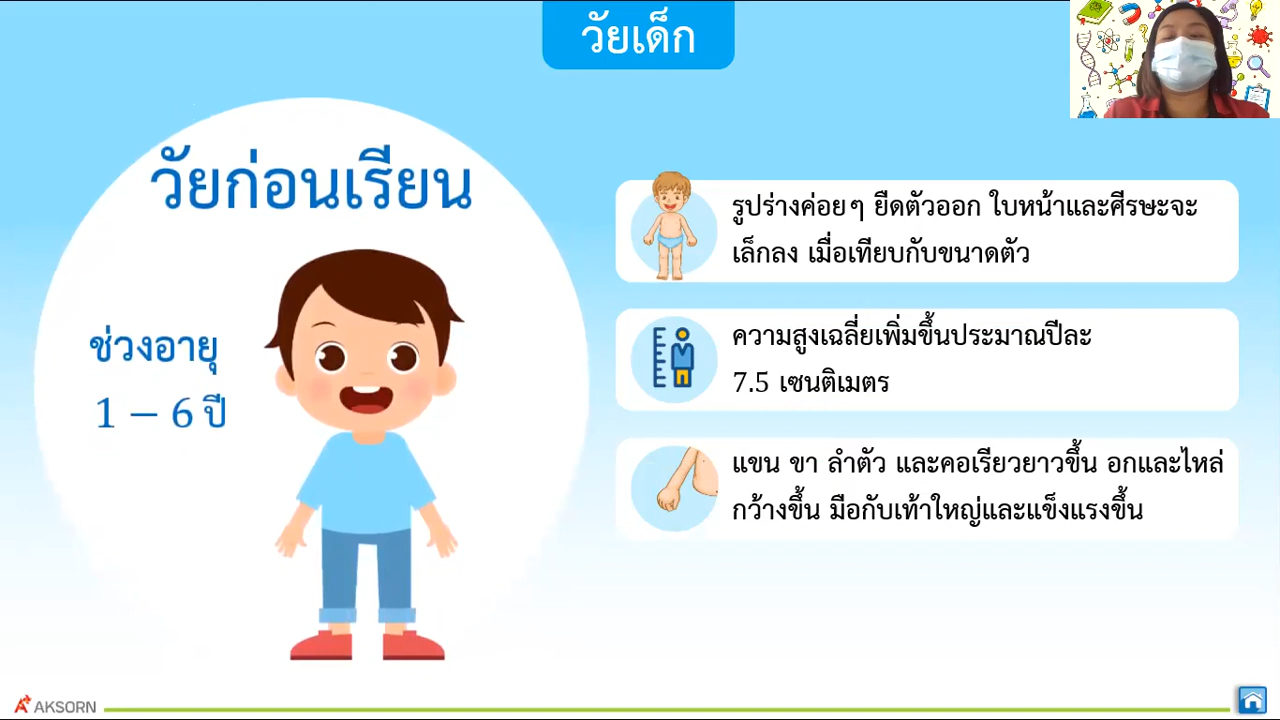 วัยเด็ก
วัยก่อนเรียน
ช่วงอายุ
1 – 6 ปี
รูปร่างค่อยๆ ยืดตัวออก ใบหน้าและศีรษะจะ
เล็กลง เมื่อเทียบกับขนาดตัว
ความสูงเฉลี่ยเพิ่มขึ้นประมาณปีละ
7.5 เซนติเมตร
แขน ขา ลำตัว และคอเรียวยาวขึ้น อกและไหล่
กว้างขึ้น มือกับเท้าใหญ่และแข็งแรงขึ้น
AKSORN